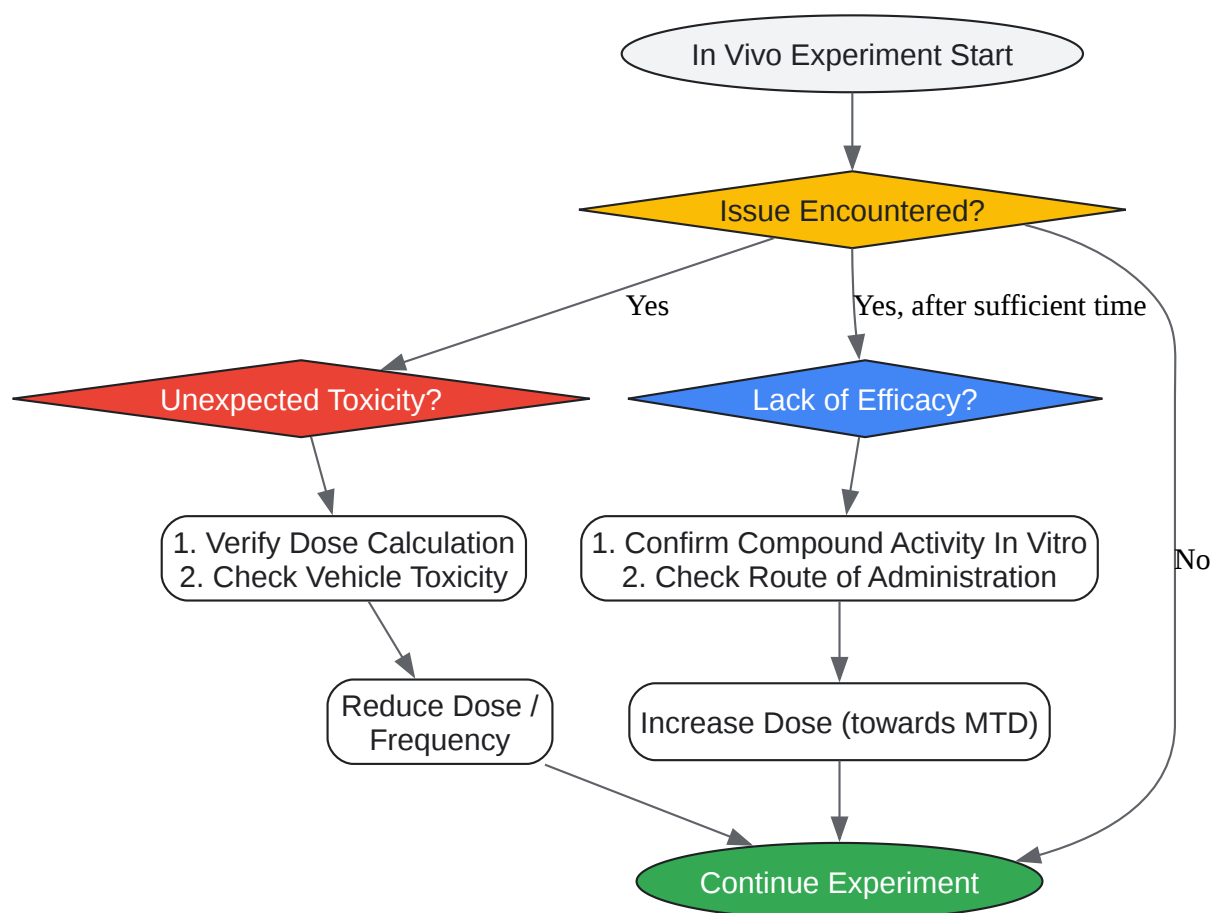 In Vivo Experiment Start
Issue Encountered?
Yes
Yes, after sufficient time
Unexpected Toxicity?
Lack of Efficacy?
1. Verify Dose Calculation
2. Check Vehicle Toxicity
1. Confirm Compound Activity In Vitro
2. Check Route of Administration
No
Reduce Dose /
Frequency
Increase Dose (towards MTD)
Continue Experiment